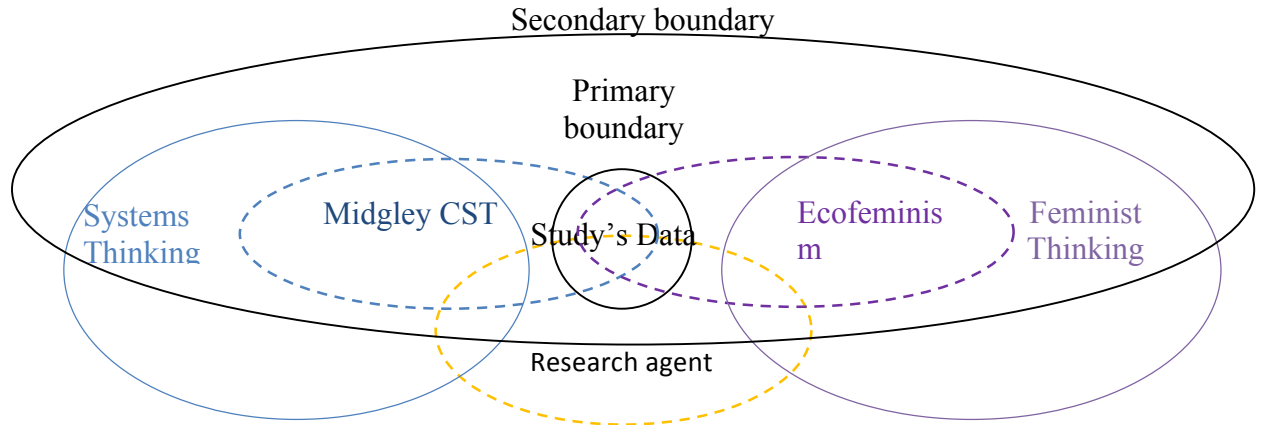 Secondary boundary
Primary
boundary
Systems
Thinking
Midgley CST
Study’s Data
Ecofeminis
m
Feminist
Thinking
Research agent